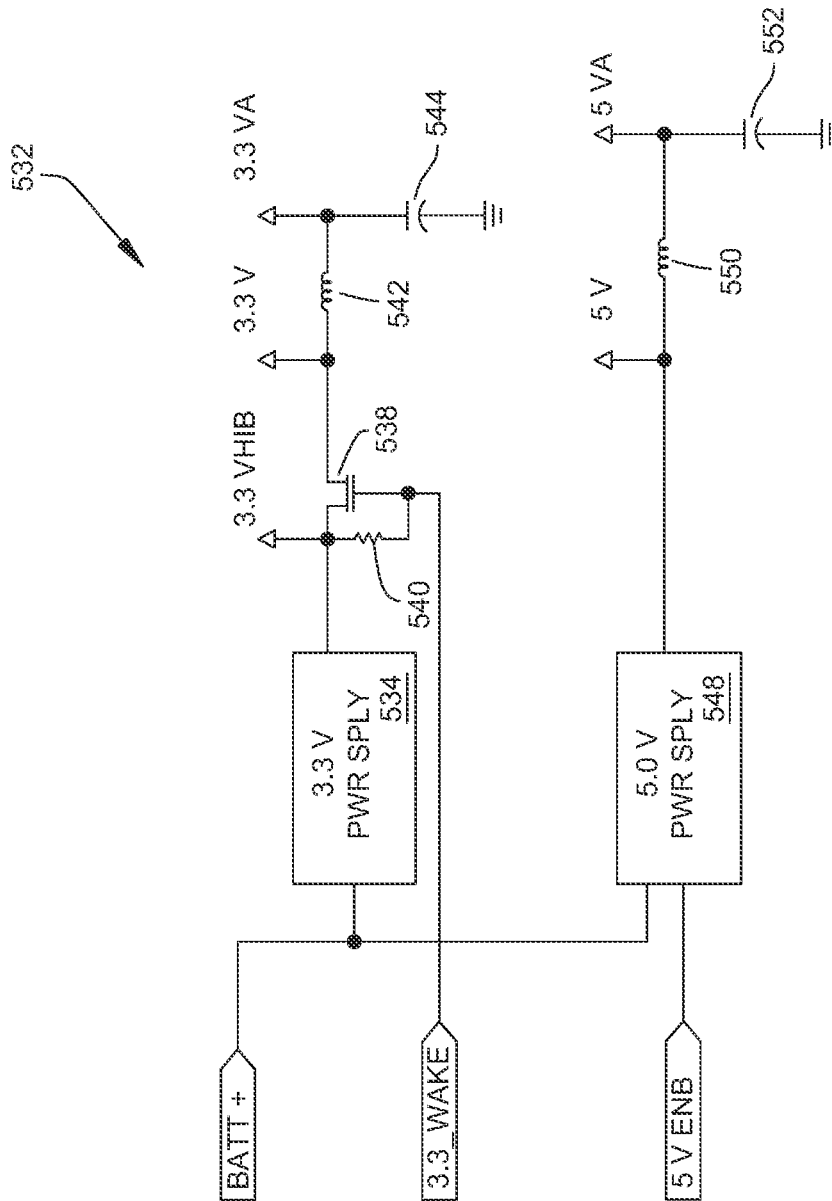 532
3.3 VHIB
3.3 V
3.3 VA
538
540
542
544
3.3 V
PWR SPLY
534
BATT +
3.3_WAKE
5 V
5 VA
550
552
5.0 V
PWR SPLY
548
5 V ENB